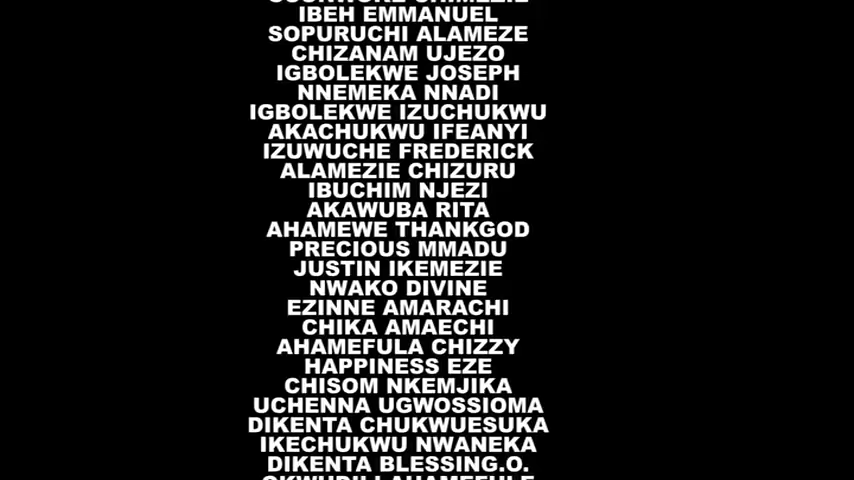 IBEH EMMANUEL
SOPURUCHI ALAMEZE
CHIZANAM UJEZO
IGBOLEKWE JOSEPH
NNEMEKA NNADI
IGBOLEKWE IZUCHUKWU
AKACHUKWU IFEANYI
IZUWUCHE FREDERICK
ALAMEZIE CHIZURU
IBUCHIM NJEZI
AKAWUBA RITA
AHAMEWE THANKGOD
PRECIOUS MMADU
JUSTIN IKEMEZIE
NWAKO DIVINE
EZINNE AMARACHI
CHIKA AMAECHI
AHAMEFULA CHIZZY
HAPPINESS EZE
CHISOM NKEMJIKA
UCHENNA UGWOSSIOMA
DIKENTA CHUKWUESUKA
IKECHUKWU NWANEKA
DIKENTA BLESSING.O.